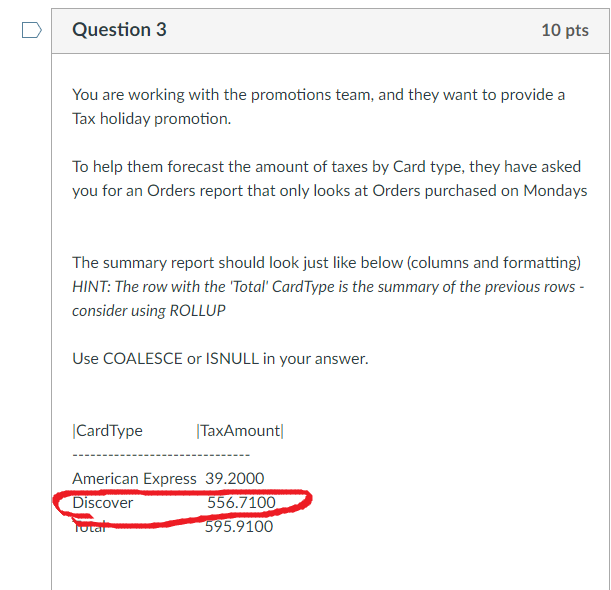 Question 3
10 pts
You are working with the promotions team, and they want to provide a
Tax holiday promotion.
To help them forecast the amount of taxes by Card type, they have asked
you for an Orders report that only looks at Orders purchased on Mondays
The summary report should look just like below (columns and formatting)
HINT: The row with the 'Total' CardType is the summary of the previous rows -
consider using ROLLUP
Use COALESCE or ISNULL in your answer.
|CardType |TaxAmount|
------------------------------
American Express 39.2000
Discover 556.7100
Total 595.9100